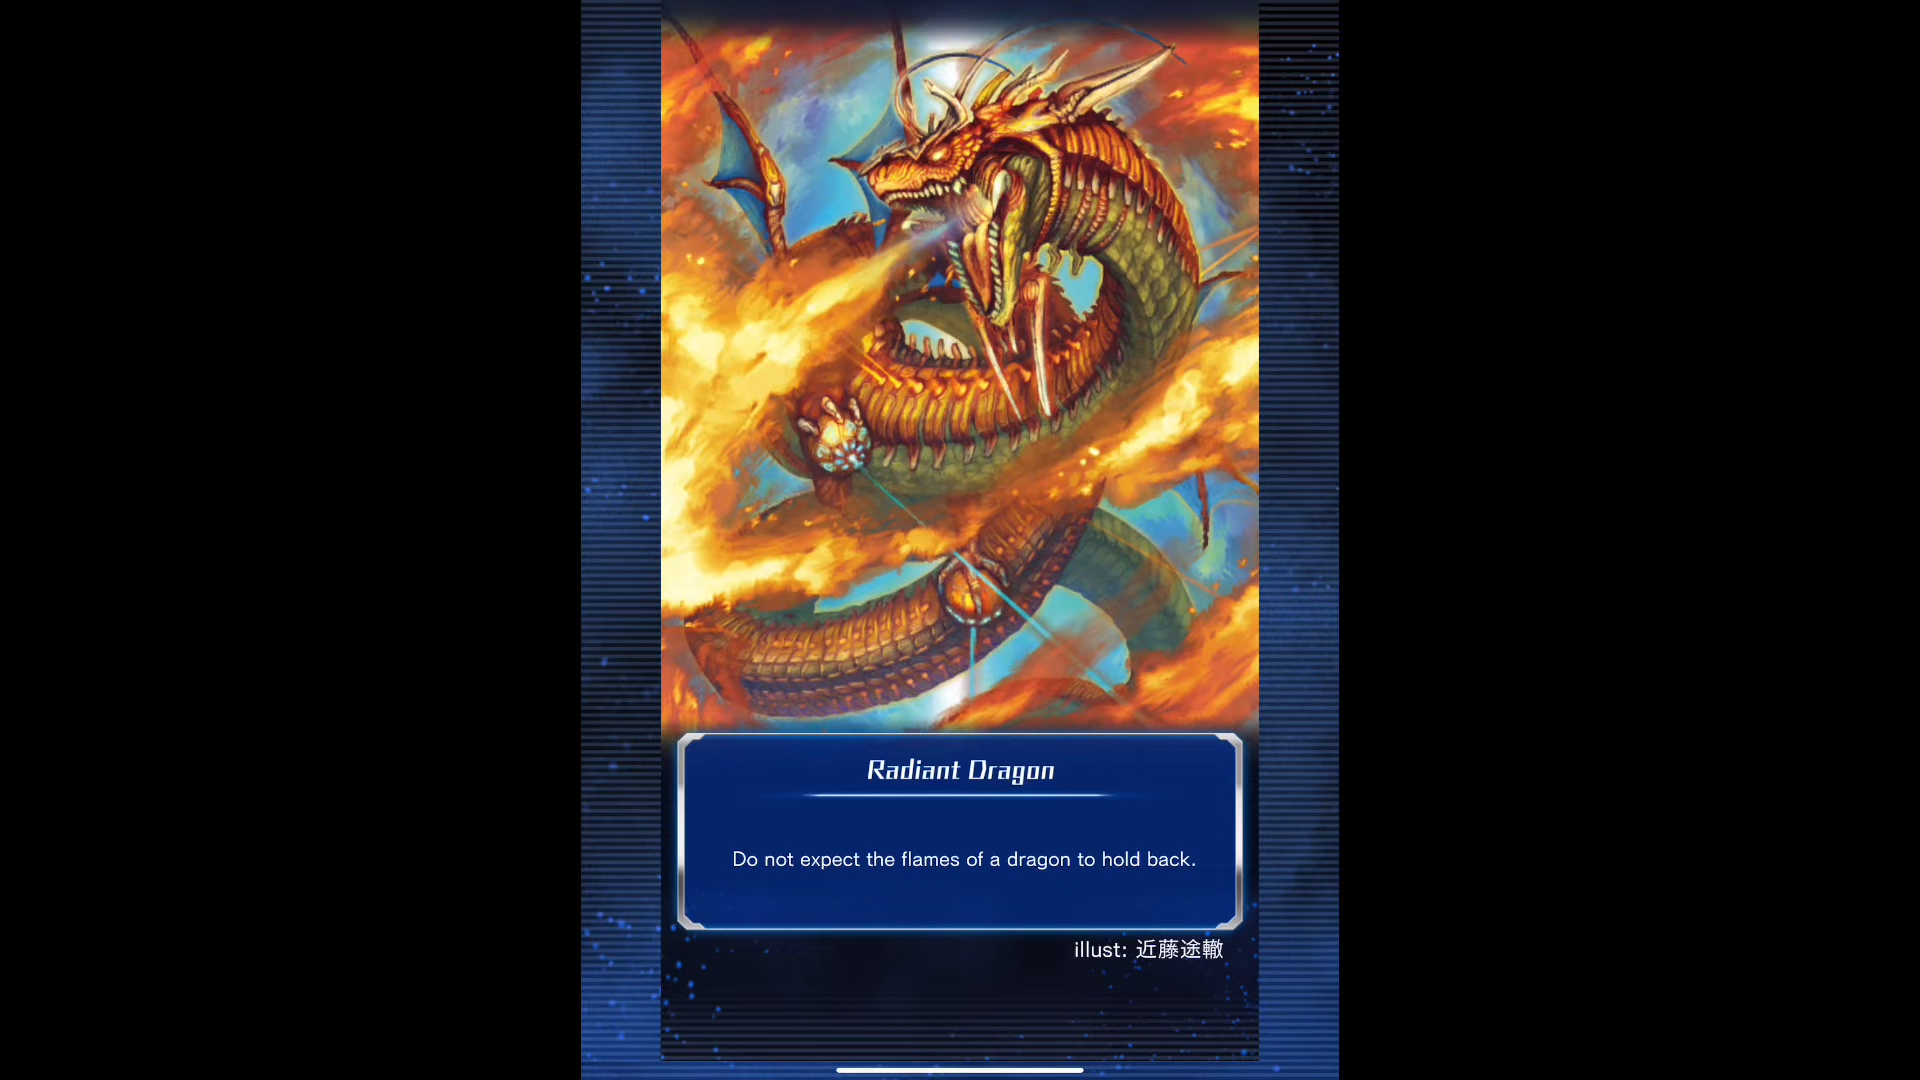 Radiant Dragon
Do not expect the flames of a dragon to hold back.
illust: 近藤途轍